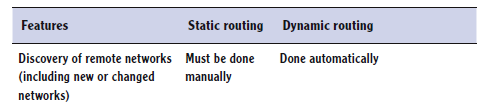 Features Static routing Dynamic routing
Discovery of remote networks Must be done Done automatically
(including new or changed manually
networks)